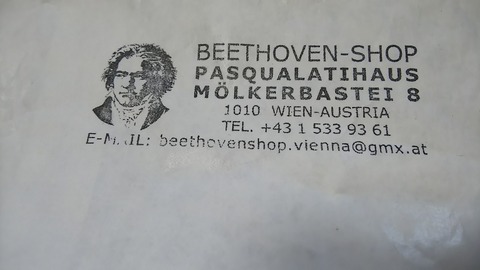 BEETHOVEN-SHOP
PASQUALATIHAUS
MÖLKERBASTEI 8
1010 WIEN-AUSTRIA
TEL. +43 1 533 93 61
E-MAIL: beethovenshop.vienna@gmx.at